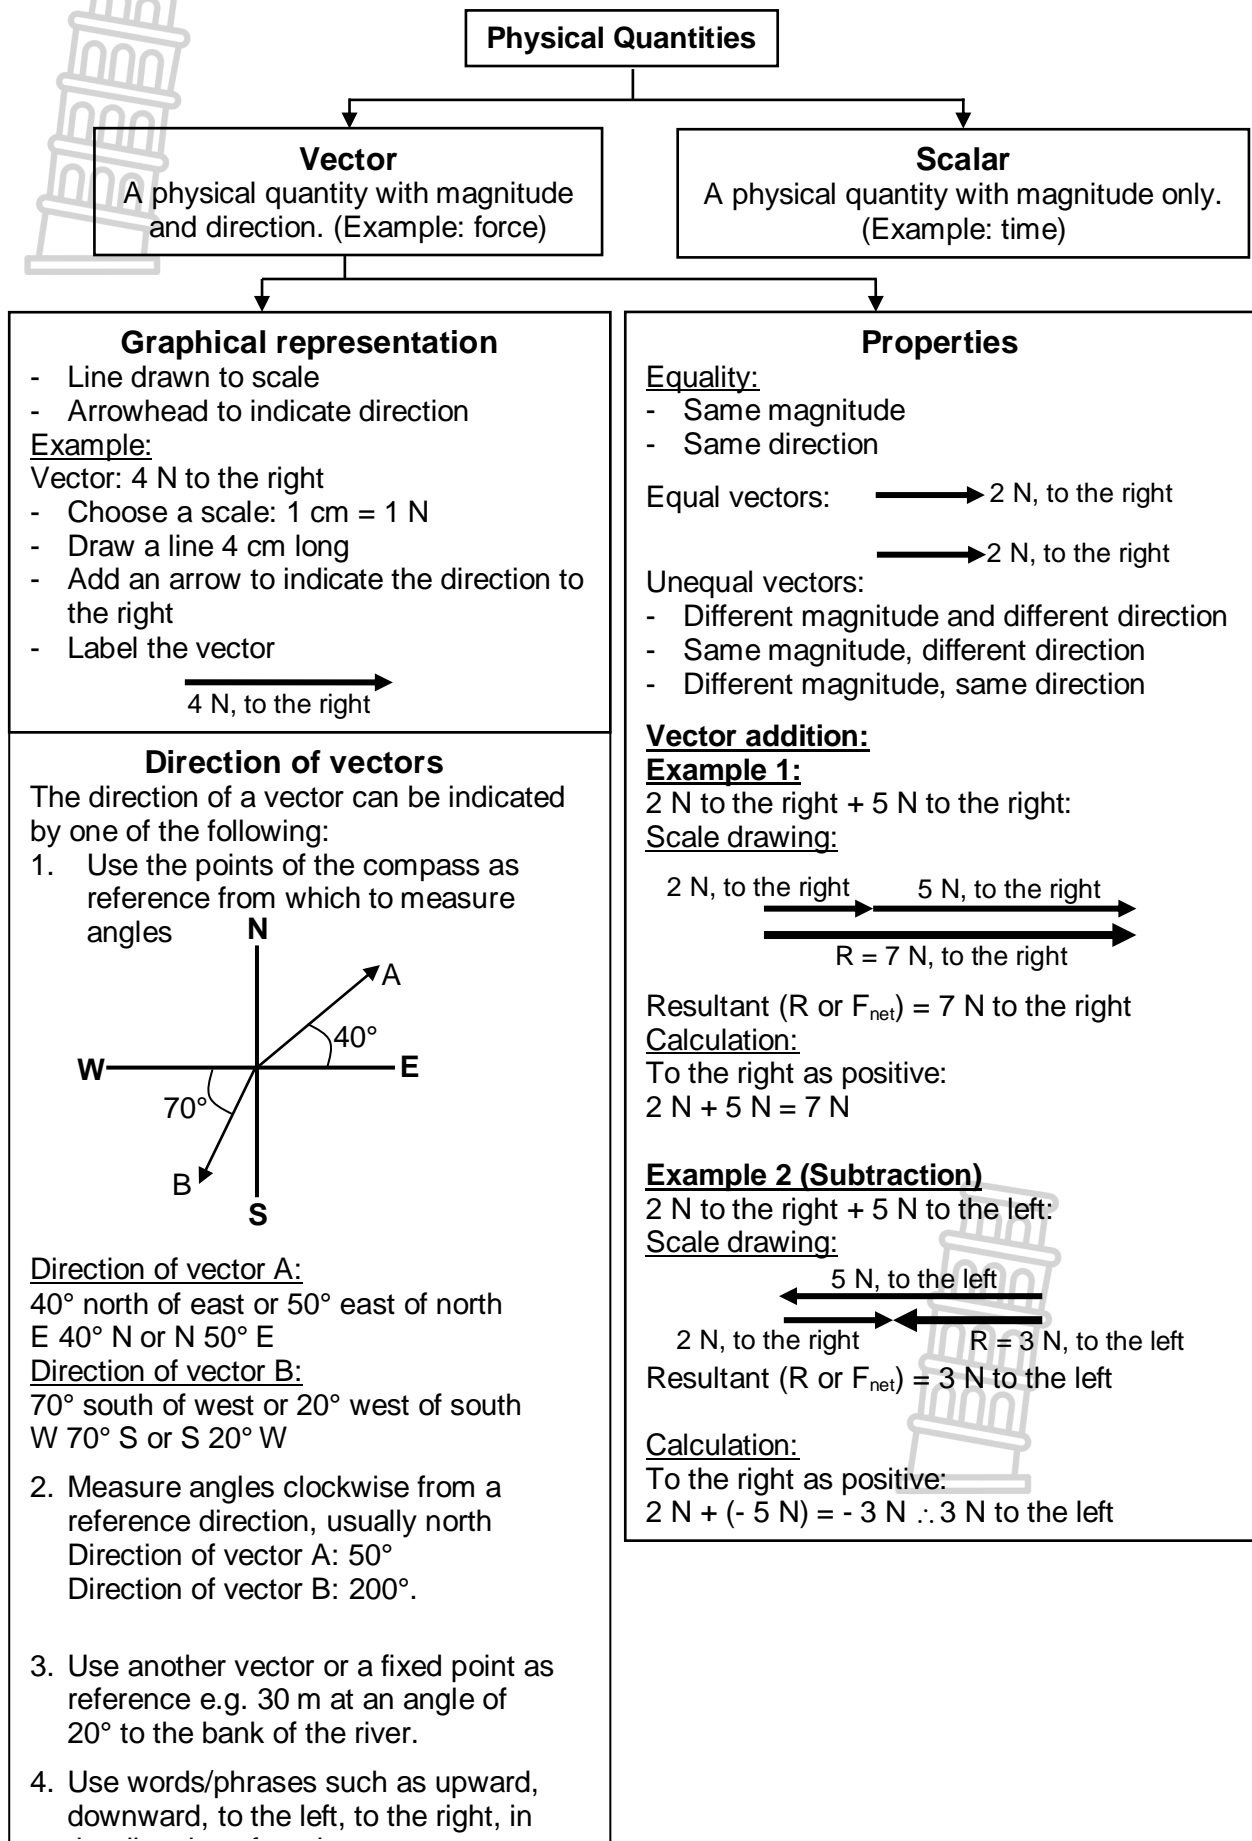 Physical Quantities
Vector
A physical quantity with magnitude
and direction. (Example: force)
Scalar
A physical quantity with magnitude only.
(Example: time)
Graphical representation
- Line drawn to scale
- Arrowhead to indicate direction
Example:
Vector: 4 N to the right
- Choose a scale: 1 cm = 1 N
- Draw a line 4 cm long
- Add an arrow to indicate the direction to
the right
- Label the vector
4 N, to the right
Direction of vectors
The direction of a vector can be indicated
by one of the following:
1. Use the points of the compass as
reference from which to measure
angles
N
A
40°
W
E
70°
B
S
Direction of vector A:
40° north of east or 50° east of north
E 40° N or N 50° E
Direction of vector B:
70° south of west or 20° west of south
W 70° S or S 20° W
2. Measure angles clockwise from a
reference direction, usually north
Direction of vector A: 50°
Direction of vector B: 200°.
3. Use another vector or a fixed point as
reference e.g. 30 m at an angle of
20° to the bank of the river.
4. Use words/phrases such as upward,
downward, to the left, to the right, in
Properties
Equality:
- Same magnitude
- Same direction
Equal vectors:
2 N, to the right
2 N, to the right
Unequal vectors:
- Different magnitude and different direction
- Same magnitude, different direction
- Different magnitude, same direction
Vector addition:
Example 1:
2 N to the right + 5 N to the right:
Scale drawing:
2 N, to the right
5 N, to the right
R = 7 N, to the right
Resultant (R or Fnet) = 7 N to the right
Calculation:
To the right as positive:
2 N + 5 N = 7 N
Example 2 (Subtraction)
2 N to the right + 5 N to the left:
Scale drawing:
5 N, to the left
2 N, to the right
R = 3 N, to the left
Resultant (R or Fnet) = 3 N to the left
Calculation:
To the right as positive:
2 N + (- 5 N) = - 3 N ∴ 3 N to the left